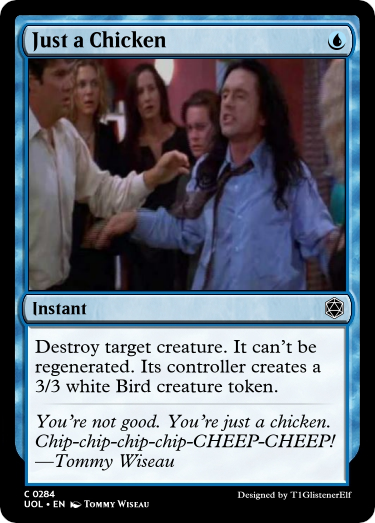 Just a Chicken
Instant
Destroy target creature. It can't be
regenerated. Its controller creates a
3/3 white Bird creature token.
You're not good. You're just a chicken.
Chip-chip-chip-chip-CHEEP-CHEEP!
—Tommy Wiseau
C 0284
UOL • EN Tommy Wiseau
Designed by T1GlistenerElf